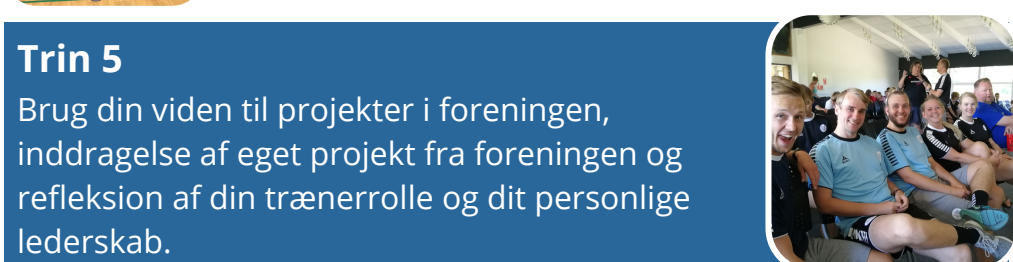 Trin 5
Brug din viden til projekter i foreningen,
inddragelse af eget projekt fra foreningen og
refleksion af din trænerrolle og dit personlige
lederskab.